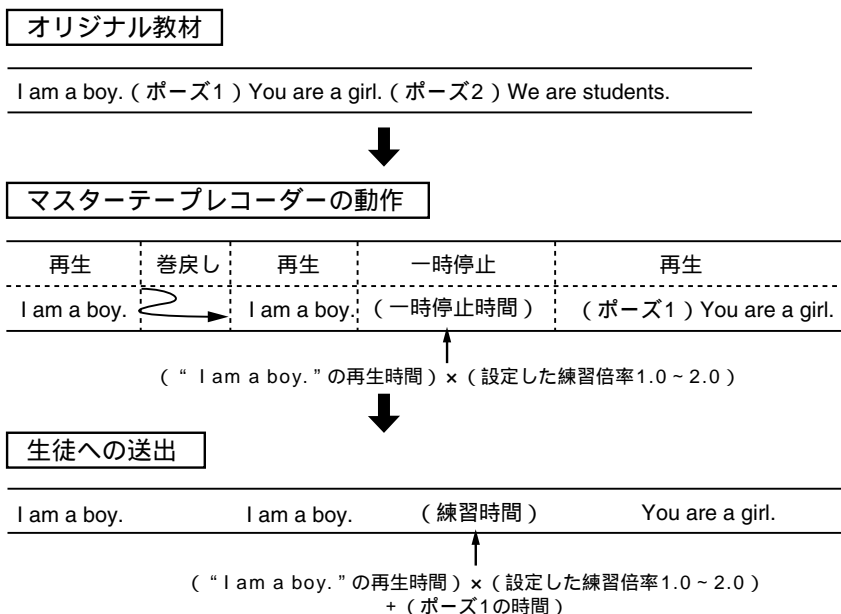 オリジナル教材
I am a boy.（ポーズ1）You are a girl.（ポーズ2）We are students.
マスターテープレコーダーの動作
再生 巻戻し 再生 一時停止 再生
I am a boy. I am a boy. （一時停止時間） （ポーズ1）You are a girl.
（“I am a boy.”の再生時間）×（設定した練習倍率1.0~2.0）
生徒への送出
I am a boy. I am a boy. （練習時間） You are a girl.
（“I am a boy.”の再生時間）×（設定した練習倍率1.0~2.0）
+（ポーズ1の時間）